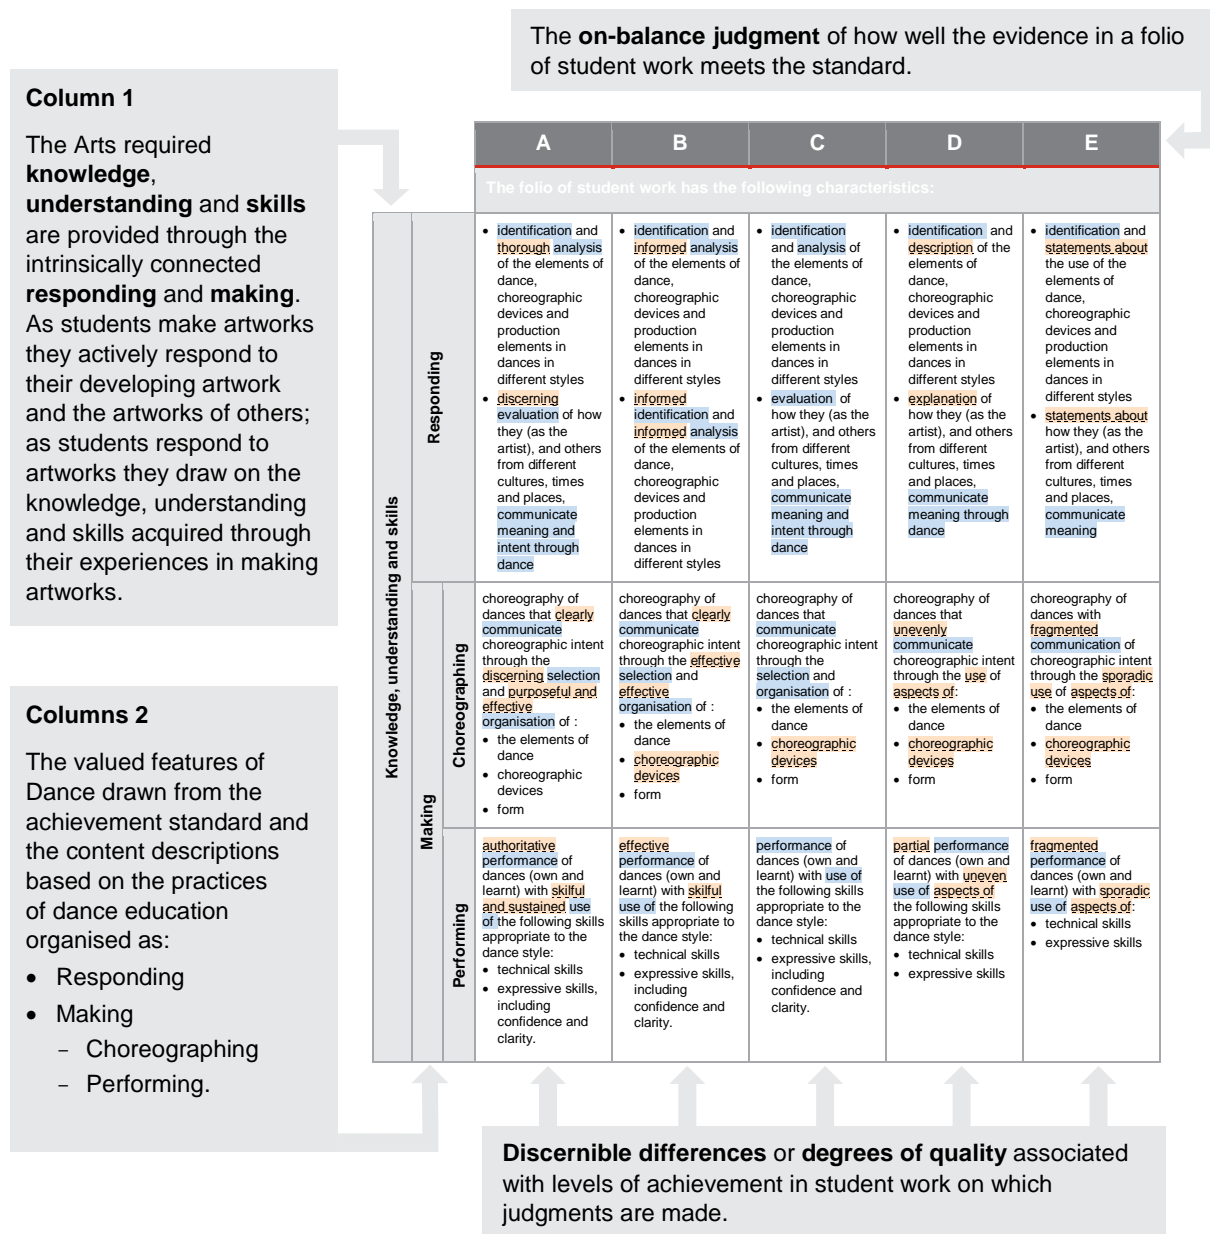 The on-balance judgment of how well the evidence in a folio
of student work meets the standard.
Column 1
The Arts required
knowledge,
understanding and skills
are provided through the
intrinsically connected
responding and making.
As students make artworks
they actively respond to
their developing artwork
and the artworks of others;
as students respond to
artworks they draw on the
knowledge, understanding
and skills acquired through
their experiences in making
artworks.
Columns 2
The valued features of
Dance drawn from the
achievement standard and
the content descriptions
based on the practices
of dance education
organised as:
• Responding
• Making
– Choreographing
– Performing.
A
B
C
D
E
The folio of student work has the following characteristics:
Knowledge, understanding and skills
Responding
• identification and
thorough analysis
of the elements of
dance,
choreographic
devices and
production
elements in
dances in
different styles
• discerning
evaluation of how
they (as the
artist), and others
from different
cultures, times
and places,
communicate
meaning and
intent through
dance
• identification and
informed analysis
of the elements of
dance,
choreographic
devices and
production
elements in
dances in
different styles
• informed
identification and
informed analysis
of the elements of
dance,
choreographic
devices and
production
elements in
dances in
different styles
• identification
and analysis of
the elements of
dance,
choreographic
devices and
production
elements in
dances in
different styles
• evaluation of
how they (as the
artist), and others
from different
cultures, times
and places,
communicate
meaning and
intent through
dance
• identification and
description of the
elements of
dance,
choreographic
devices and
production
elements in
dances in
different styles
• explanation of
how they (as the
artist), and others
from different
cultures, times
and places,
communicate
meaning through
dance
• identification and
statements about
the use of the
elements of
dance,
choreographic
devices and
production
elements in
dances in
different styles
• statements about
how they (as the
artist), and others
from different
cultures, times
and places,
communicate
meaning
Making
Choreographing
choreography of
dances that clearly
communicate
choreographic intent
through the
discerning selection
and purposeful and
effective
organisation of :
• the elements of
dance
• choreographic
devices
• form
choreography of
dances that clearly
communicate
choreographic intent
through the effective
selection and
effective
organisation of :
• the elements of
dance
• choreographic
devices
• form
choreography of
dances that
communicate
choreographic intent
through the
selection and
organisation of :
• the elements of
dance
• choreographic
devices
• form
choreography of
dances that
unevenly
communicate
choreographic intent
through the use of
aspects of:
• the elements of
dance
• choreographic
devices
• form
choreography of
dances with
fragmented
communication of
choreographic intent
through the sporadic
use of aspects of:
• the elements of
dance
• choreographic
devices
• form
Performing
authoritative
performance of
dances (own and
learnt) with skilful
and sustained use
of the following skills
appropriate to the
dance style:
• technical skills
• expressive skills,
including
confidence and
clarity.
effective
performance of
dances (own and
learnt) with skilful
use of the following
skills appropriate to
the dance style:
• technical skills
• expressive skills,
including
confidence and
clarity.
performance of
dances (own and
learnt) with use of
the following skills
appropriate to the
dance style:
• technical skills
• expressive skills,
including
confidence and
clarity.
partial performance
of dances (own and
learnt) with uneven
use of aspects of
the following skills
appropriate to the
dance style:
• technical skills
• expressive skills
fragmented
performance of
dances (own and
learnt) with sporadic
use of aspects of:
• technical skills
• expressive skills
Discernible differences or degrees of quality associated
with levels of achievement in student work on which
judgments are made.